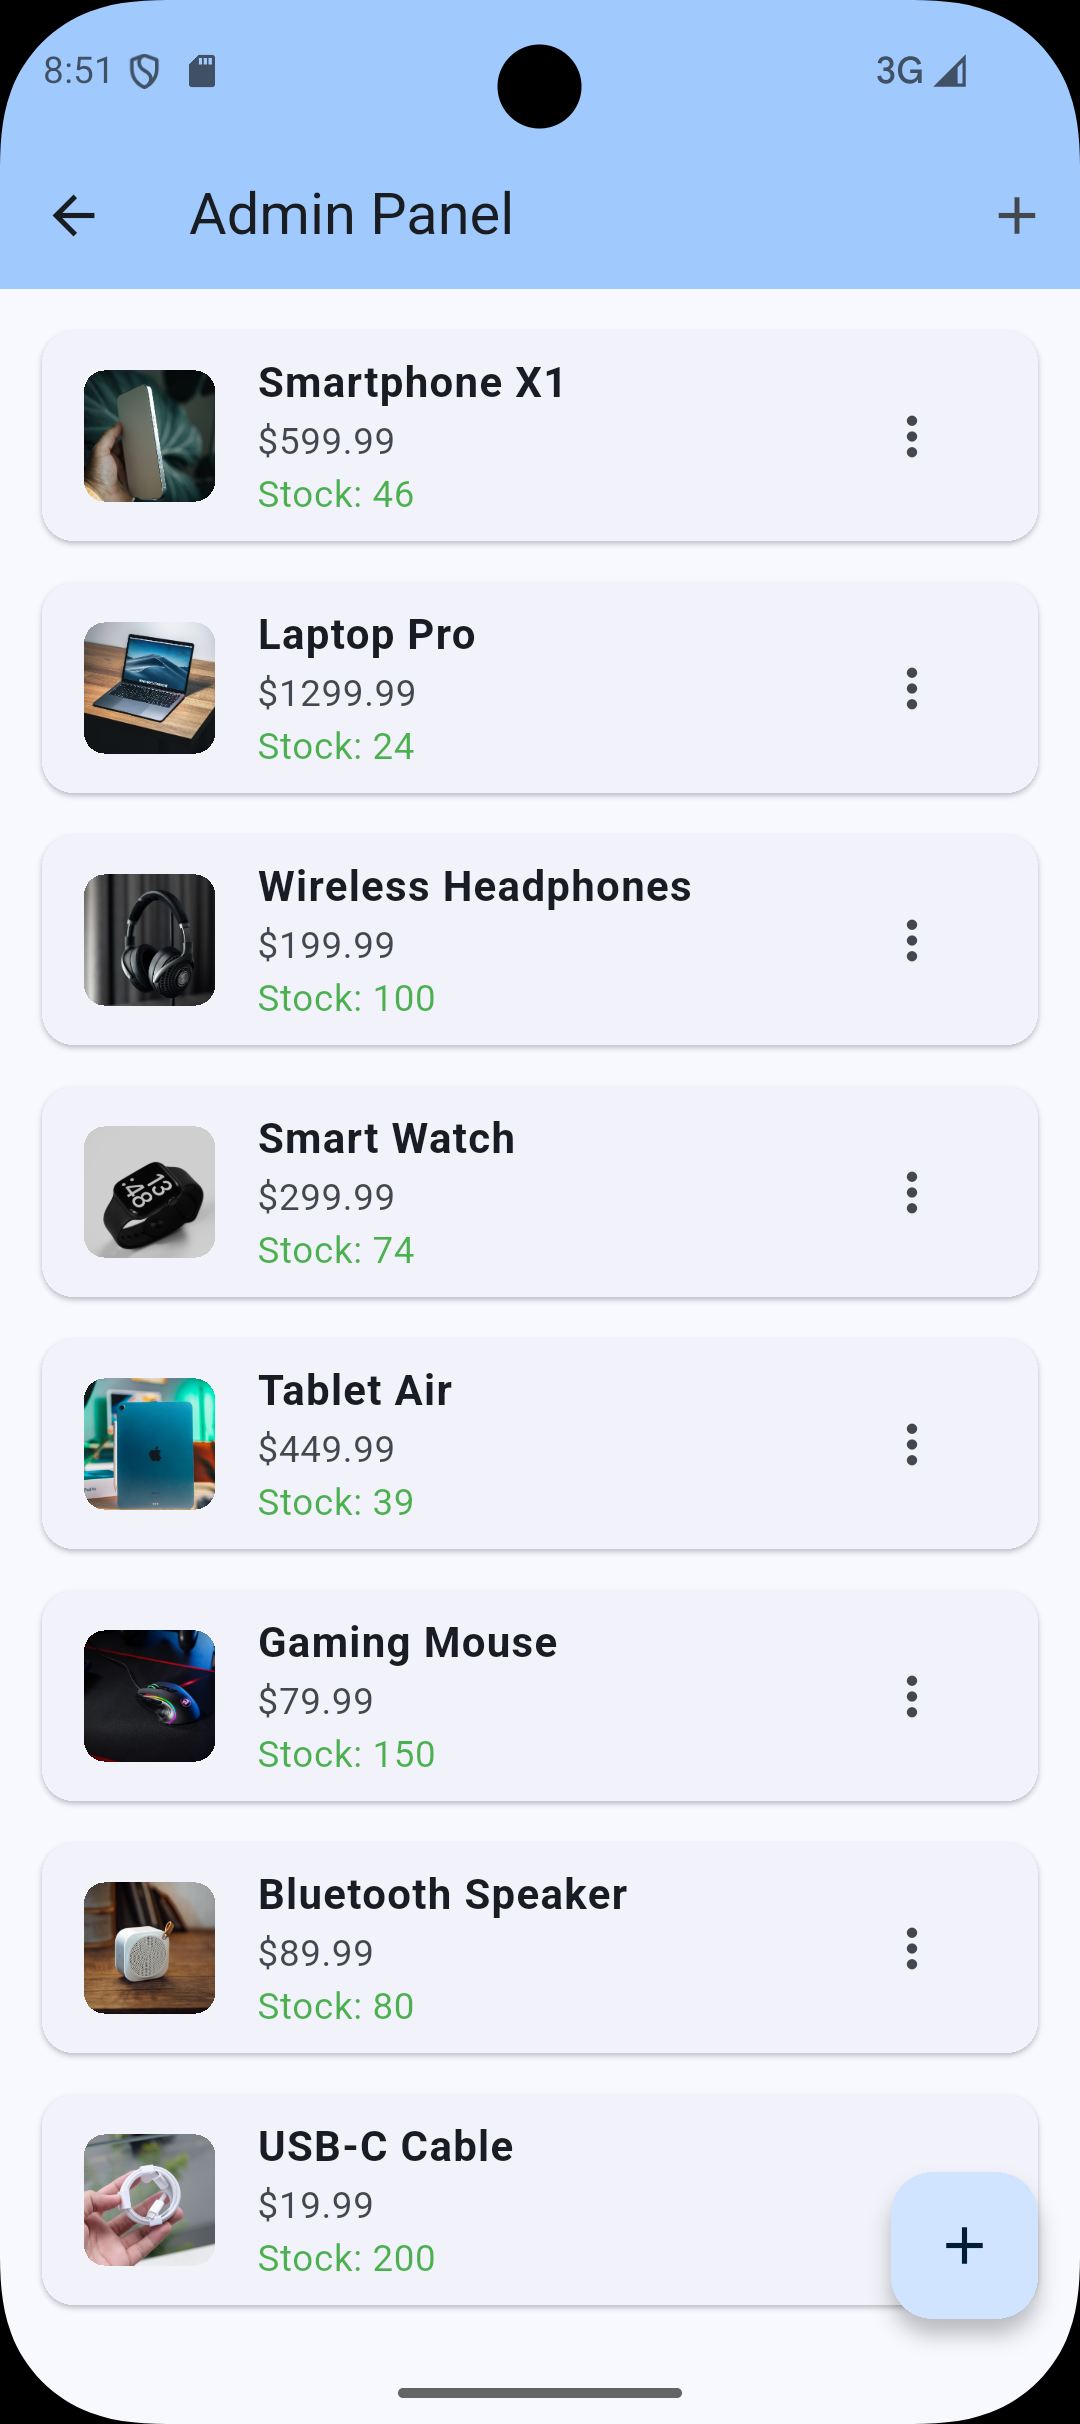 8:51
3G
Admin Panel
Smartphone X1
$599.99
Stock: 46
Laptop Pro
$1299.99
Stock: 24
Wireless Headphones
$199.99
Stock: 100
Smart Watch
13
:48
$299.99
Stock: 74
Tablet Air
$449.99
Stock: 39
Gaming Mouse
$79.99
Stock: 150
Bluetooth Speaker
$89.99
Stock: 80
USB-C Cable
$19.99
Stock: 200